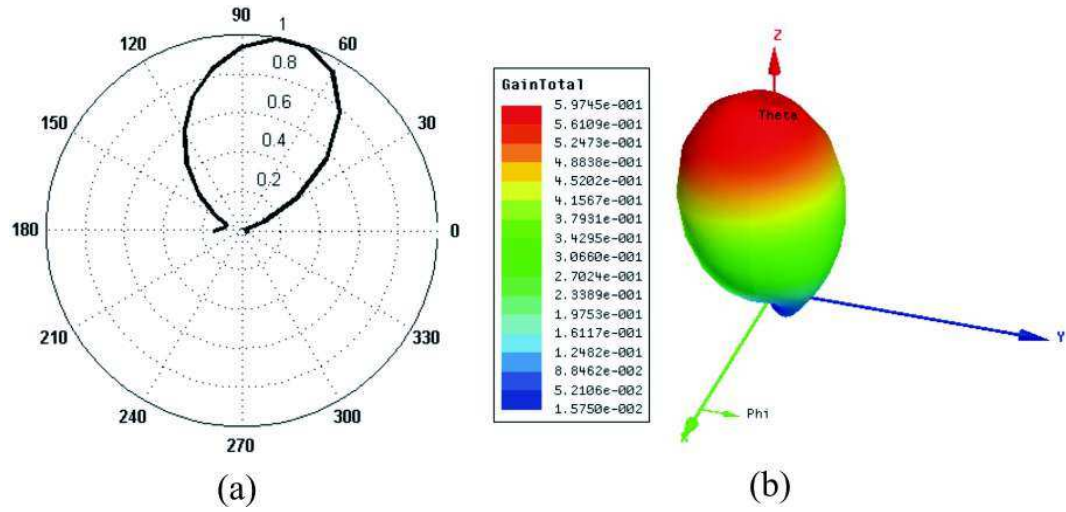 90
1
120
60
0.8
0.6
150
30
0.4
0.2
180
0
210
330
240
300
270
(a)
GainTotal
5.9745e-001
5.6109e-001
5.2473e-001
4.8838e-001
4.5202e-001
4.1567e-001
3.7931e-001
3.4295e-001
3.0660e-001
2.7024e-001
2.3389e-001
1.9753e-001
1.6117e-001
1.2482e-001
8.8462e-002
5.2106e-002
1.5750e-002
Z
Theta
Y
Phi
X
(b)